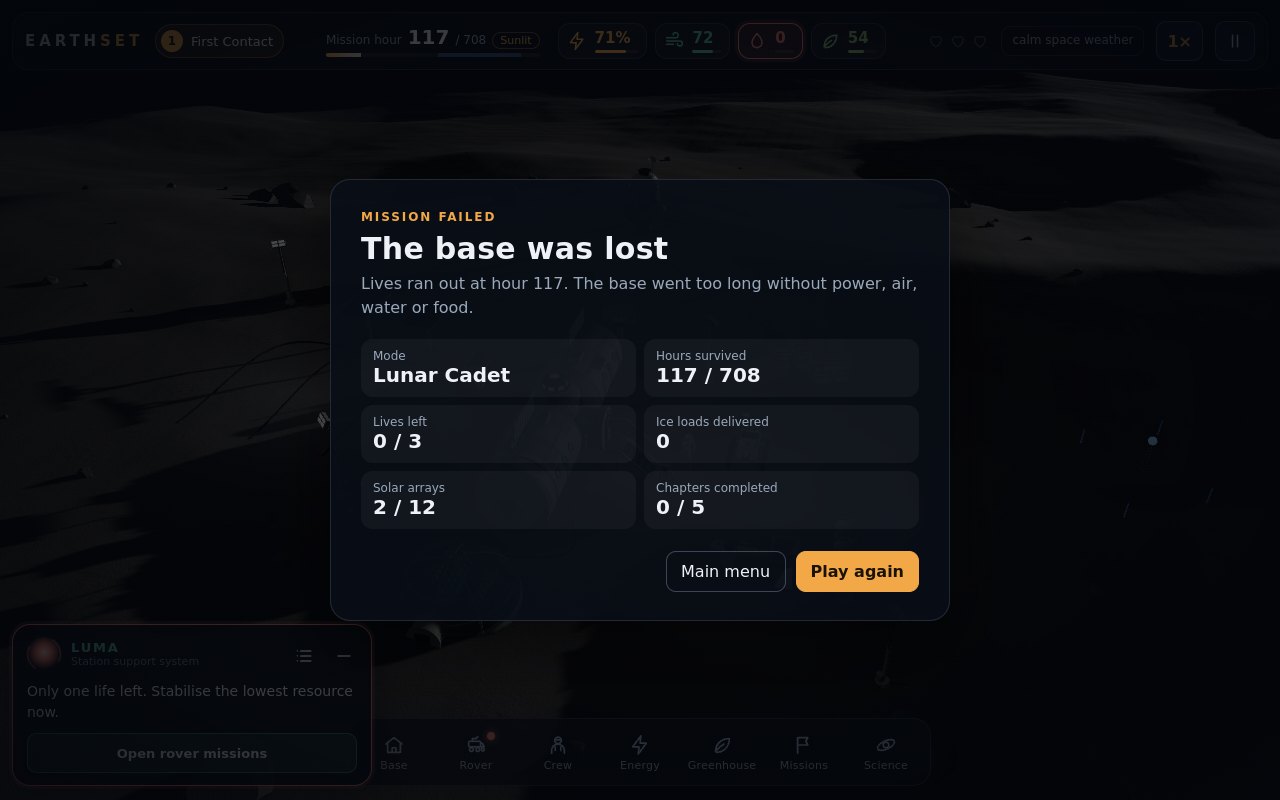 EARTHSET
1 First Contact
Mission hour 117 / 708 Sunlit
71%
72
0
54
calm space weather
1×
MISSION FAILED
The base was lost
Lives ran out at hour 117. The base went too long without power, air,
water or food.
Mode
Lunar Cadet
Hours survived
117 / 708
Lives left
0 / 3
Ice loads delivered
0
Solar arrays
2 / 12
Chapters completed
0 / 5
Main menu
Play again
LUMA
Station support system
Only one life left. Stabilise the lowest resource
now.
Open rover missions
Base
Rover
Crew
Energy
Greenhouse
Missions
Science